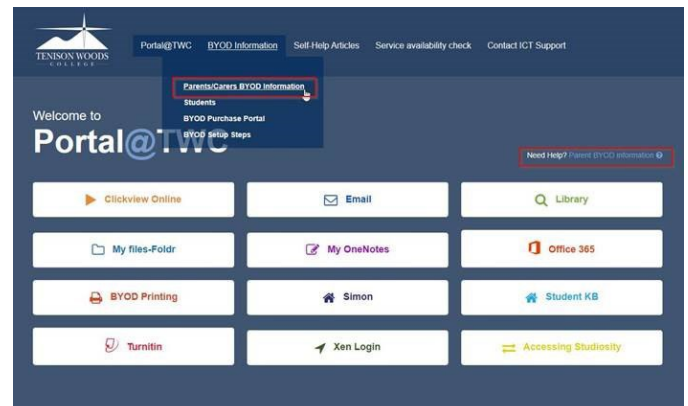 TENISON WOODS
COLLEGE
Portal@TWC BYOD Information Self-Help Articles Service availability check Contact ICT Support
Parents/Carers BYOD Information
Students
BYOD Purchase Portal
BYOD Setup Steps
Welcome to
Portal@TWC
Need Help? Parent BYOD information
Clickview Online Email Library
My files-Foldr My OneNotes Office 365
BYOD Printing Simon Student KB
Turnitin Xen Login Accessing Studiosity